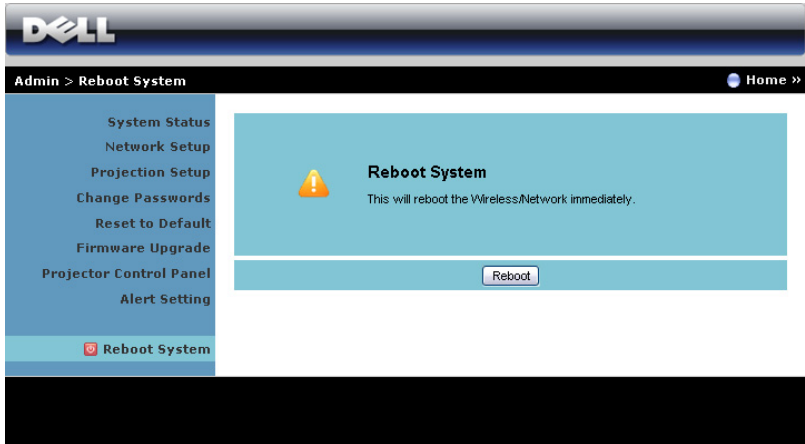 DELL
Admin > Reboot System
Home »
System Status
Network Setup
Projection Setup
Change Passwords
Reset to Default
Firmware Upgrade
Projector Control Panel
Alert Setting
Reboot System
Reboot System
This will reboot the Wireless/Network immediately.
Reboot